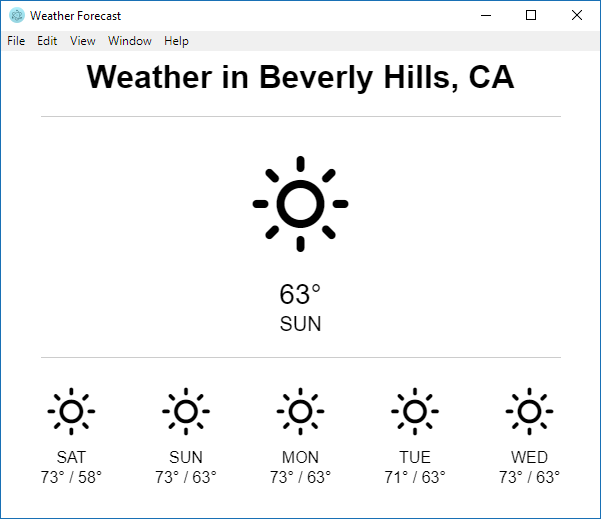 Weather Forecast
File Edit View Window Help
Weather in Beverly Hills, CA
63°
SUN
SAT SUN MON TUE WED
73° / 58° 73° / 63° 73° / 63° 71° / 63° 73° / 63°